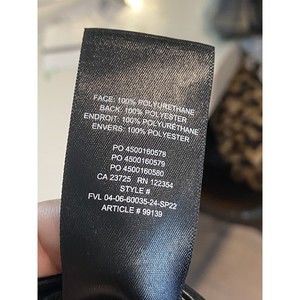 FACE: 100% POLYURETHANE
BACK: 100% POLYESTER
ENDROIT: 100% POLYURÉTHANE
ENVERS: 100% POLYESTER
PO 4500160578
PO 4500160579
PO 4500160580
CA 23725 RN 122354
STYLE #
FVL 04-06-60035-24-SP22
ARTICLE # 99139